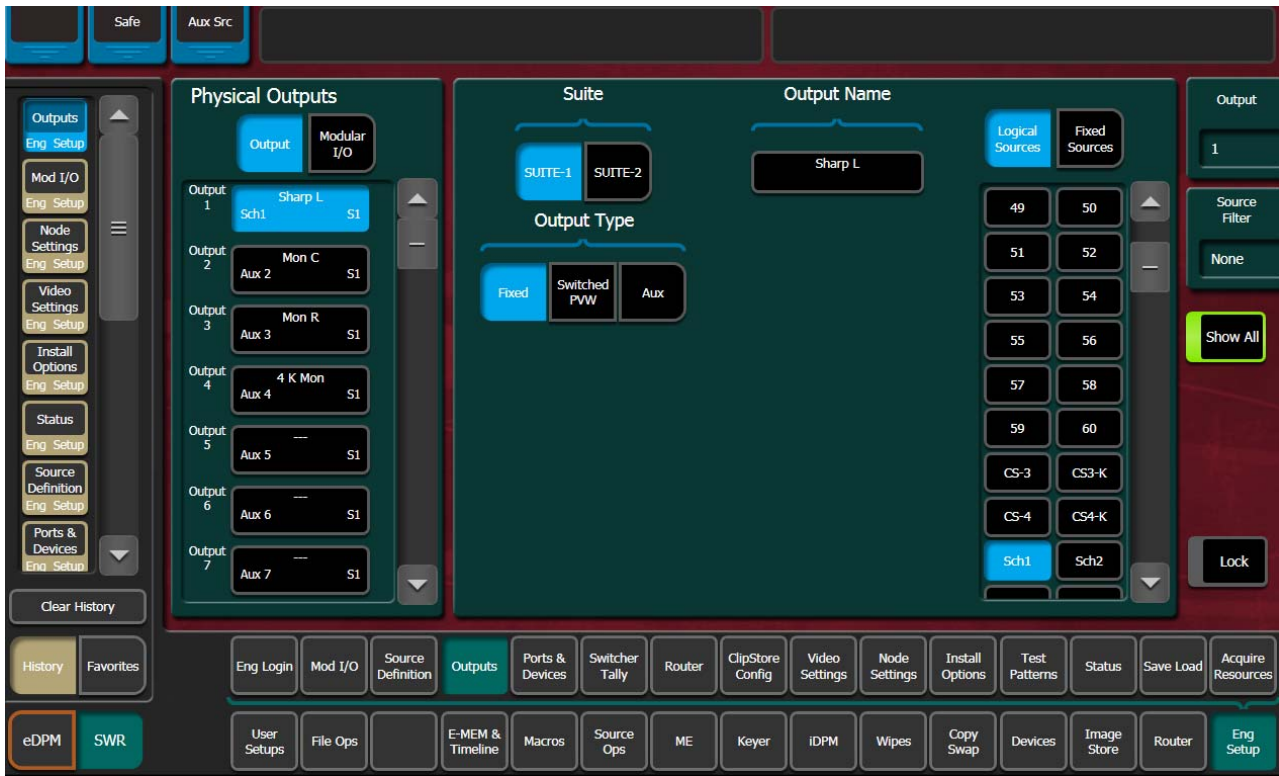 Safe
Aux Src
Outputs
Eng Setup
Mod I/O
Eng Setup
Node
Settings
Eng Setup
Video
Settings
Eng Setup
Install
Options
Eng Setup
Status
Eng Setup
Source
Definition
Eng Setup
Ports &
Devices
Eng Setup
Clear History
History
Favorites
Physical Outputs
Output
Modular
I/O
Output
1
Sharp L
Sch1 S1
Output
2
Mon C
Aux 2 S1
Output
3
Mon R
Aux 3 S1
Output
4
4 K Mon
Aux 4 S1
Output
5
---
Aux 5 S1
Output
6
---
Aux 6 S1
Output
7
---
Aux 7 S1
Suite
SUITE-1
SUITE-2
Output Type
Fixed
Switched
PVW
Aux
Output Name
Sharp L
Logical
Sources
Fixed
Sources
49 50
51 52
53 54
55 56
57 58
59 60
CS-3 CS3-K
CS-4 CS4-K
Sch1 Sch2
Output
1
Source
Filter
None
Show All
Lock
Eng Login
Mod I/O
Source
Definition
Outputs
Ports &
Devices
Switcher
Tally
Router
ClipStore
Config
Video
Settings
Node
Settings
Install
Options
Test
Patterns
Status
Save Load
Acquire
Resources
eDPM
SWR
User
Setups
File Ops
E-MEM &
Timeline
Macros
Source
Ops
ME
Keyer
iDPM
Wipes
Copy
Swap
Devices
Image
Store
Router
Eng
Setup